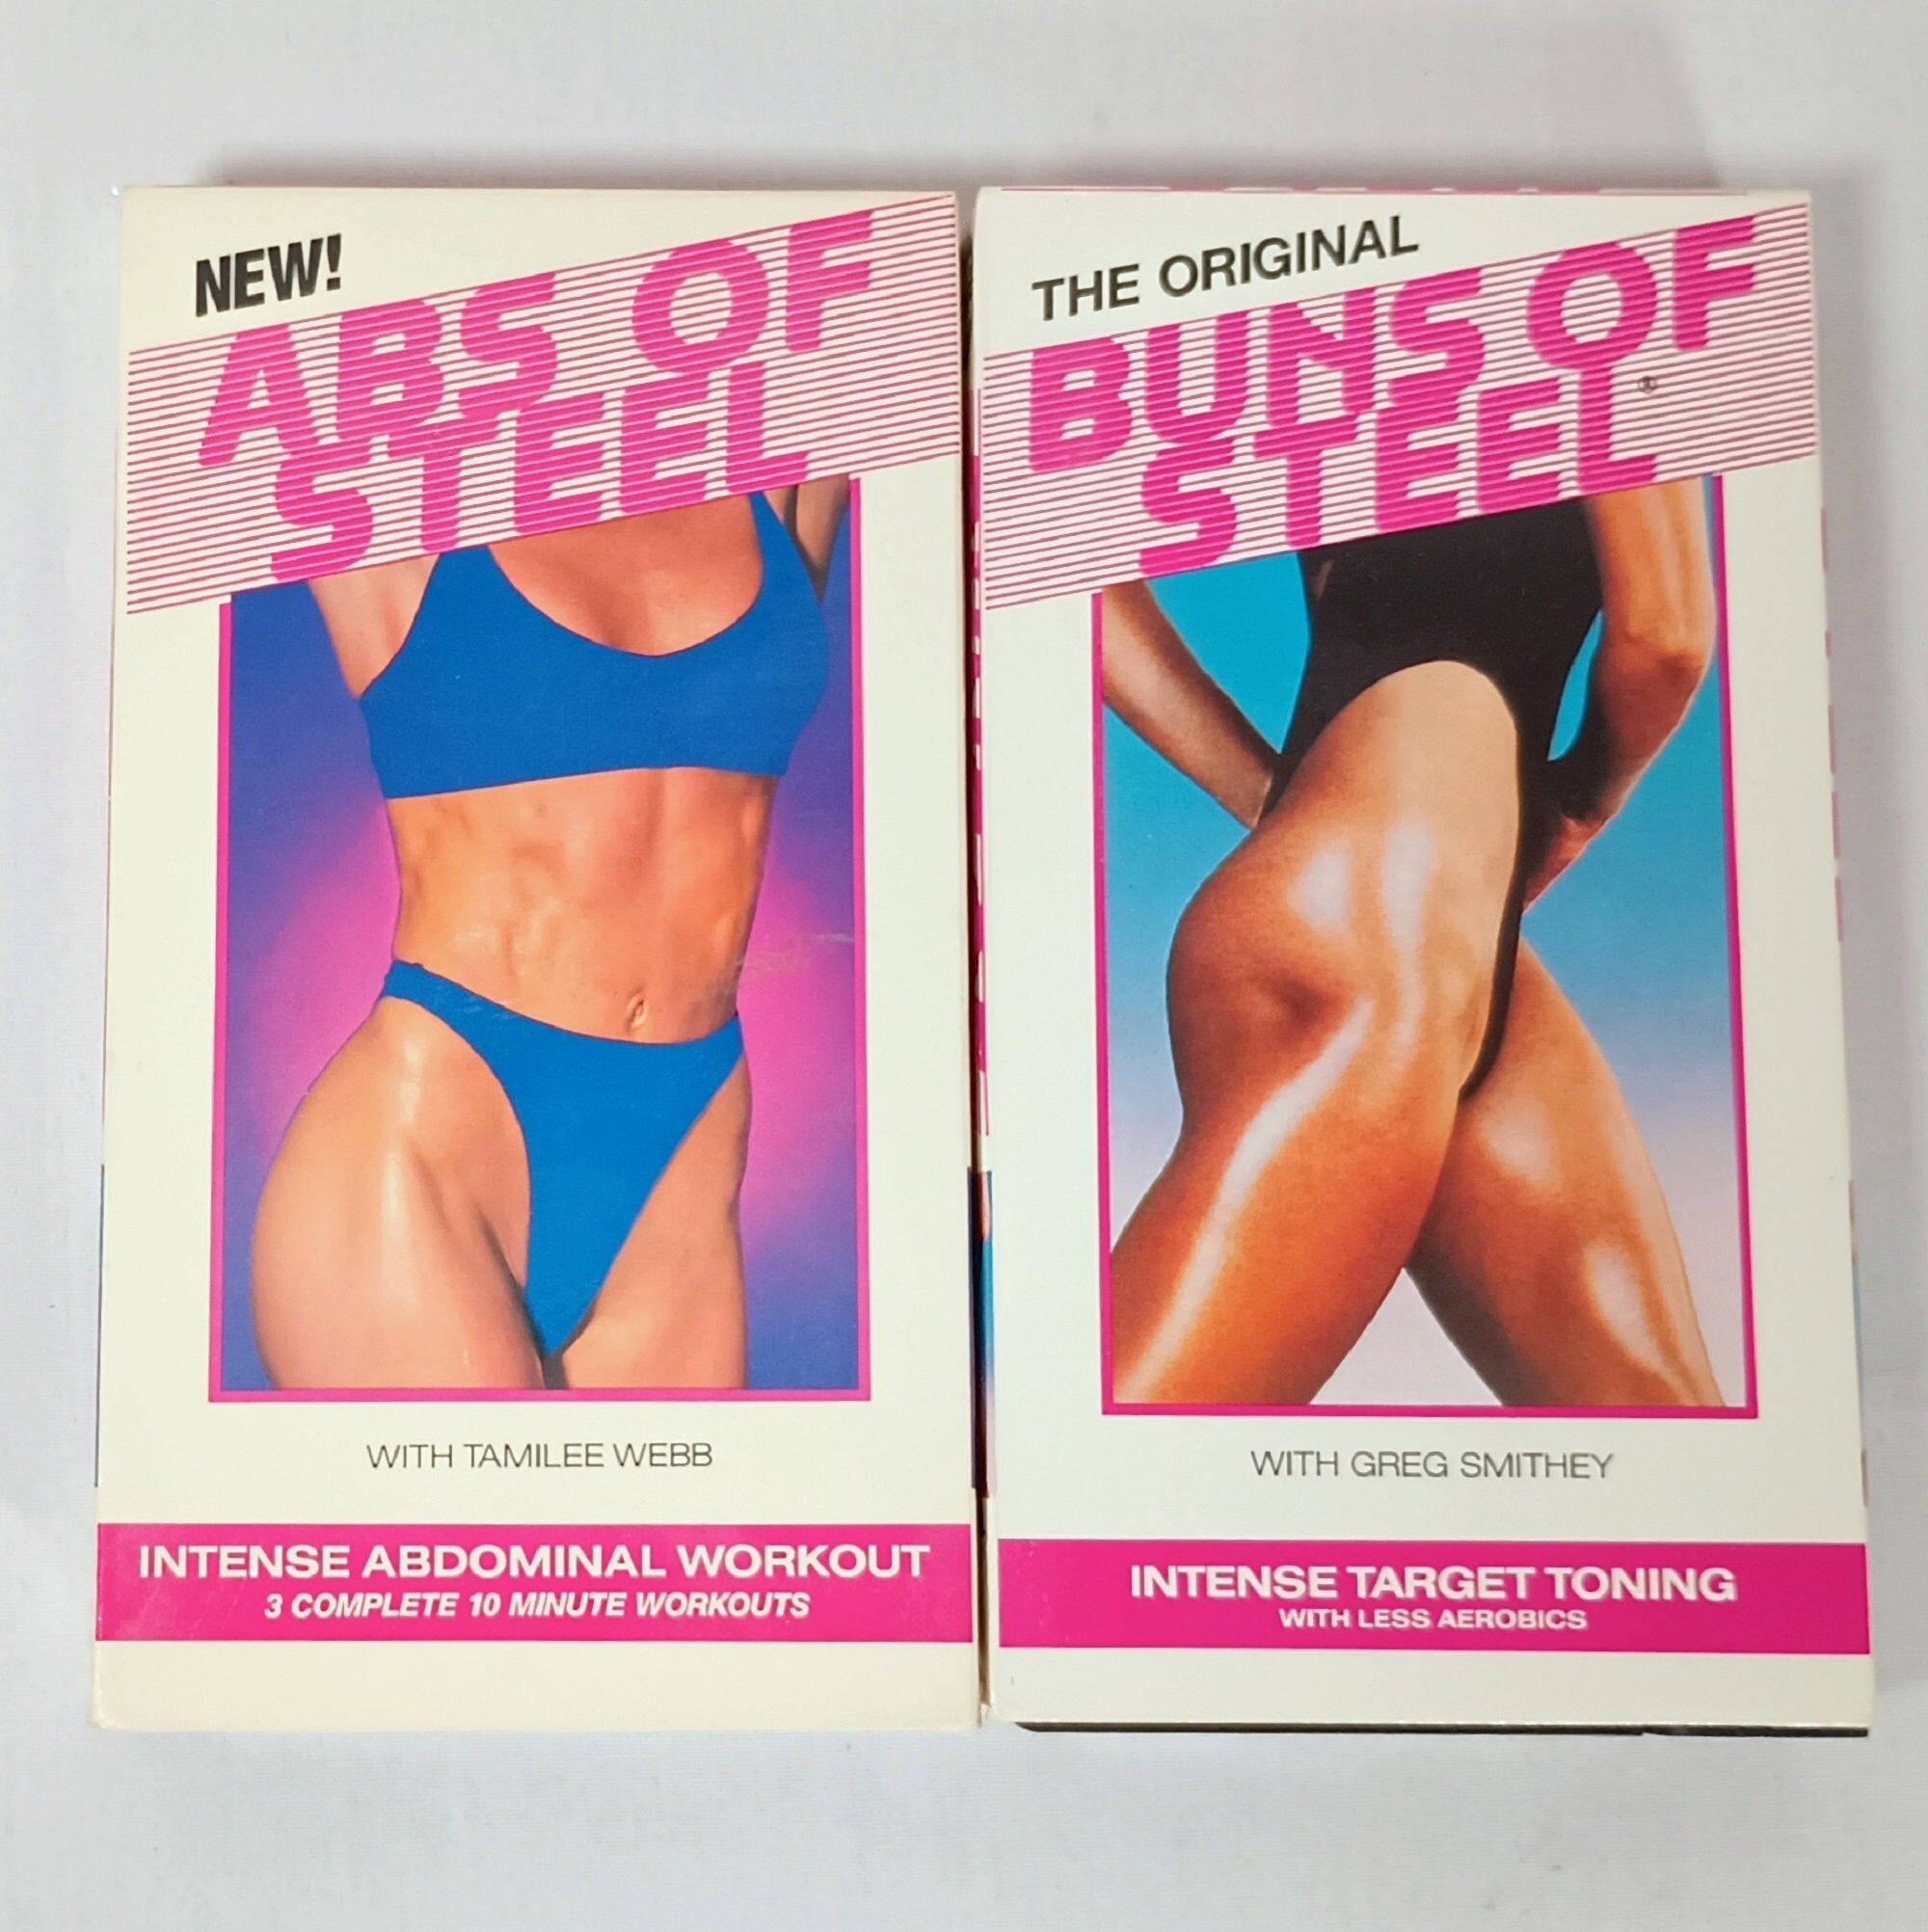 NEW!
ABS OF
STEEL
WITH TAMILEE WEBB
INTENSE ABDOMINAL WORKOUT
3 COMPLETE 10 MINUTE WORKOUTS
THE ORIGINAL
BUNS OF
STEEL®
WITH GREG SMITHEY
INTENSE TARGET TONING
WITH LESS AEROBICS